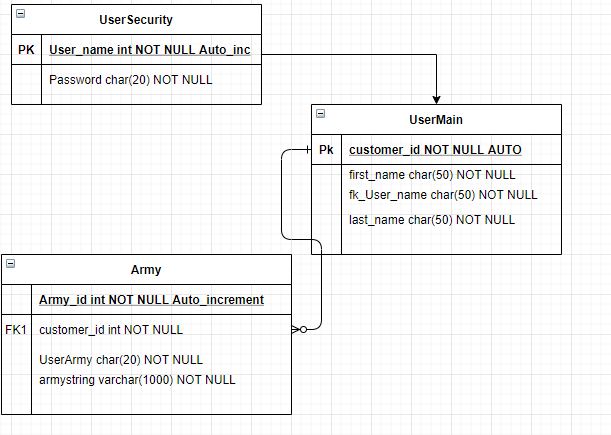 UserSecurity
PK User_name int NOT NULL Auto_inc
Password char(20) NOT NULL
UserMain
Pk customer_id NOT NULL AUTO
first_name char(50) NOT NULL
fk_User_name char(50) NOT NULL
last_name char(50) NOT NULL
Army
Army_id int NOT NULL Auto_increment
FK1 customer_id int NOT NULL
UserArmy char(20) NOT NULL
armystring varchar(1000) NOT NULL